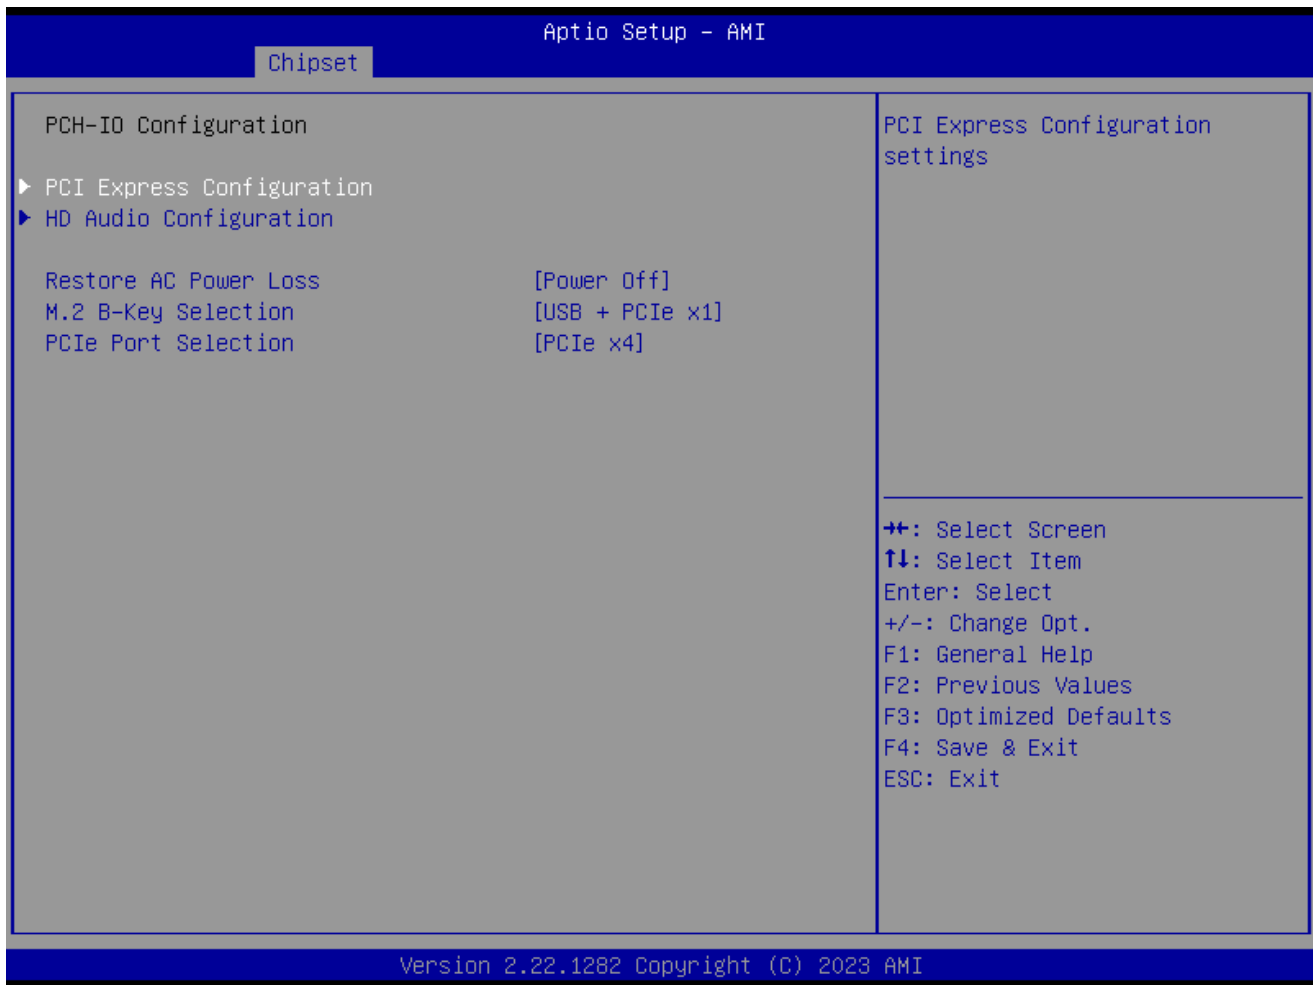 Aptio Setup – AMI
Chipset
PCH-IO Configuration
▶ PCI Express Configuration
▶ HD Audio Configuration
Restore AC Power Loss [Power Off]
M.2 B-Key Selection [USB + PCIe x1]
PCIe Port Selection [PCIe x4]
PCI Express Configuration
settings
→←: Select Screen
↑↓: Select Item
Enter: Select
+/-: Change Opt.
F1: General Help
F2: Previous Values
F3: Optimized Defaults
F4: Save & Exit
ESC: Exit
Version 2.22.1282 Copyright (C) 2023 AMI